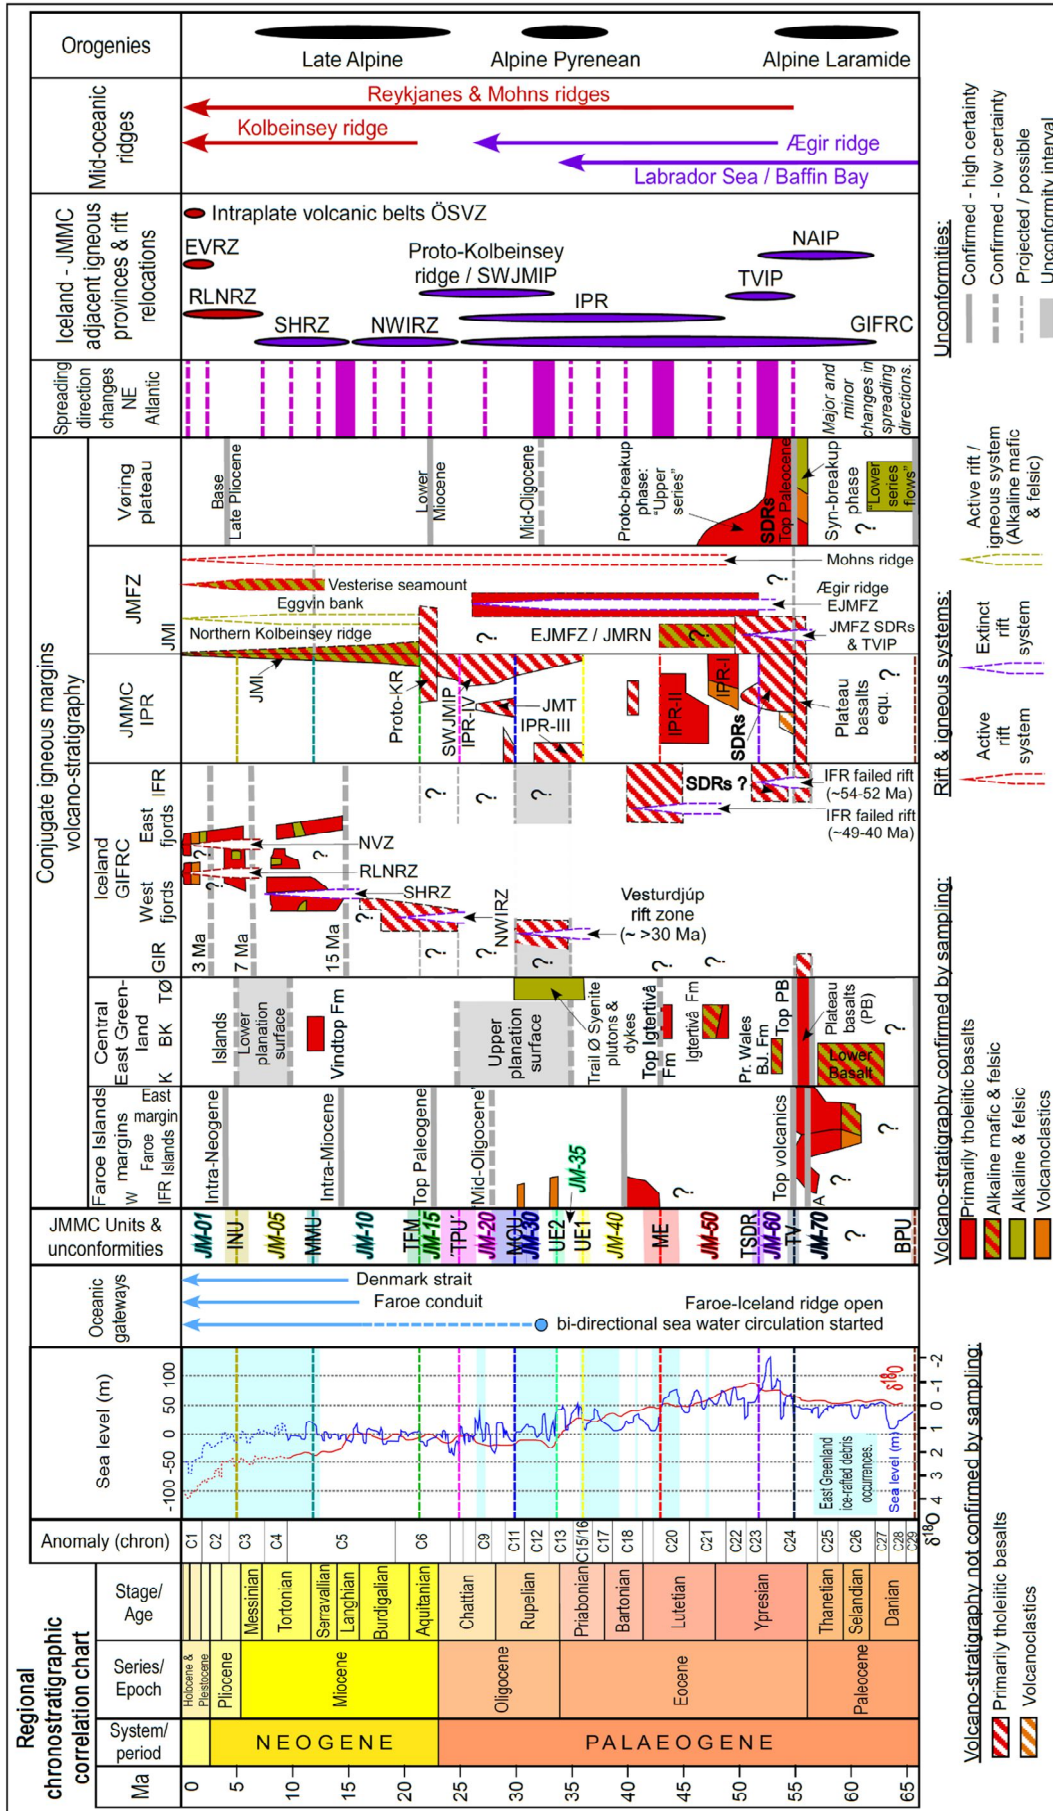 Regional
chronostratigraphic
correlation chart
Ma
0
5
10
15
20
25
30
35
40
45
50
55
60
65
System/
period
NEOGENE
PALAEOGENE
Series/
Epoch
Holocene &
Plestocene
Pliocene
Miocene
Oligocene
Eocene
Paleocene
Stage/
Age
Messinian
Tortonian
Serravallian
Langhian
Burdigalian
Aquitanian
Chattian
Rupelian
Priabonian
Bartonian
Lutetian
Ypresian
Thanetian
Selandian
Danian
Anomaly (chron)
C1
C2
C3
C4
C5
C6
C9
C11
C12
C13
C15/16
C17
C18
C20
C21
C22
C23
C24
C25
C26
C27
C28
C29
Sea level (m)
100
50
0
-50
-100
East Greenland
ice-rafted debris
occurrences.
Sea level (m)
δ18O
-2
-1
0
1
2
3
4
δ18O
Oceanic
gateways
Denmark strait
Faroe conduit
Faroe-Iceland ridge open
bi-directional sea water circulation started
JMMC Units &
unconformities
JM-01
INU
JM-05
MMU
JM-10
TFM
JM-15
'TPU'
JM-20
MOU
JM-30
UE2
JM-35
UE1
JM-40
ME
JM-50
TSDR
JM-60
TV
JM-70
?
BPU
Conjugate igneous margins
volcano-stratigraphy
Faroe Islands
margins
W
Faroe
East
IFR Islands
margin
Intra-Neogene
Intra-Miocene
Top Paleogene
'Mid-Oligocene'
?
Top volcanics
A
?
?
Central
East Green-
land
K
BK
TØ
Islands
Lower
planation
surface
Vindtop Fm
Upper
planation
surface
Trail Ø Syenite
plutons &
dykes
Top Igtertivâ
Fm
Igtertivâ Fm
Pr. Wales
BJ. Fm
Top PB
Plateau
basalts
(PB)
Lower
Basalt
?
Iceland
GIFRC
GIR
West
fjords
East
fjords
IFR
3 Ma
7 Ma
15 Ma
NVZ
RLNRZ
SHRZ
NWIRZ
Vesturdjúp
rift zone
(~ >30 Ma)
SDRs ?
IFR failed rift
(~54-52 Ma)
IFR failed rift
(~49-40 Ma)
?
?
?
?
?
?
?
?
?
?
?
?
JMMC
IPR
JMI
JMI
Proto-KR
SWJMIP
IPR-IV
JMT
IPR-III
IPR-II
IPR-I
SDRs
Plateau
basalts
equ.
JMFZ
Northern Kolbeinsey ridge
Eggvin bank
Vesterise seamount
?
EJMFZ / JMRN
?
?
Mohns ridge
Ægir ridge
EJMFZ
JMFZ SDRs
& TVIP
Vøring
plateau
Base
Late Pliocene
Lower
Miocene
Mid-Oligocene
Proto-breakup
phase:
"Upper
series"
SDRs
Top Paleocene
Syn-breakup
phase
?
"Lower
series
flows"
Spreading
direction
changes
NE
Atlantic
Major and
minor
changes in
spreading
directions.
Iceland - JMMC
adjacent igneous
provinces & rift
relocations
Intraplate volcanic belts ÖSVZ
EVRZ
RLNRZ
SHRZ
NWIRZ
Proto-Kolbeinsey
ridge / SWJMIP
IPR
TVIP
NAIP
GIFRC
Mid-oceanic
ridges
Reykjanes & Mohns ridges
Kolbeinsey ridge
Ægir ridge
Labrador Sea / Baffin Bay
Orogenies
Late Alpine
Alpine Pyrenean
Alpine Laramide
Volcano-stratigraphy not confirmed by sampling:
Primarily tholeiitic basalts
Volcanoclastics
Volcano-stratigraphy confirmed by sampling:
Primarily tholeiitic basalts
Alkaline mafic & felsic
Alkaline & felsic
Volcanoclastics
Rift & igneous systems:
Active
rift
system
Extinct
rift
system
Active rift /
igneous system
(Alkaline mafic
& felsic)
Unconformities:
Confirmed - high certainty
Confirmed - low certainty
Projected / possible
Unconformity interval